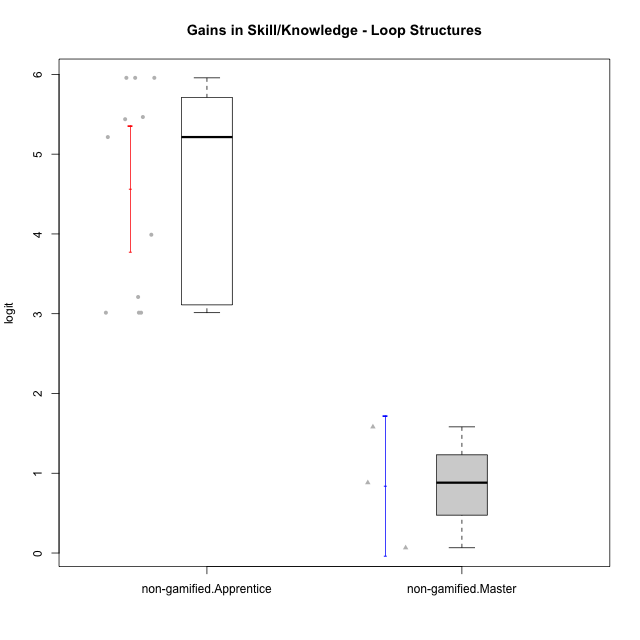 Gains in Skill/Knowledge - Loop Structures
logit
6
5
4
3
2
1
0
non-gamified.Apprentice
non-gamified.Master